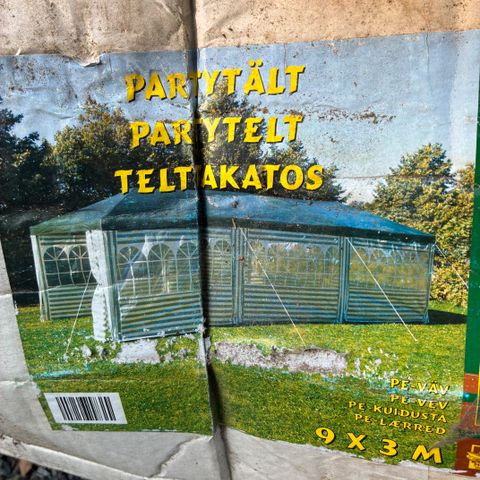 PARTYTÄLT
PARTYTELT
TELTTAKATOS
PE-VÄV
PE-VEV
PE-KUIDUSTA
PE-LÆRRED
9 X 3 M